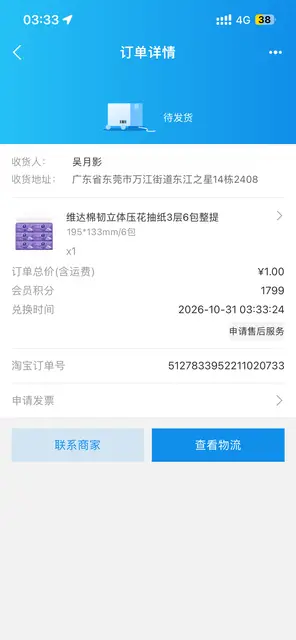 03:33 4G 38
订单详情
待发货
收货人： 吴月影
收货地址： 广东省东莞市万江街道东江之星14栋2408
维达棉韧立体压花抽纸3层6包整提
195*133mm/6包
x1
订单总价(含运费) ¥1.00
会员积分 1799
兑换时间 2026-10-31 03:33:24
申请售后服务
淘宝订单号 5127833952211020733
申请发票
联系商家 查看物流